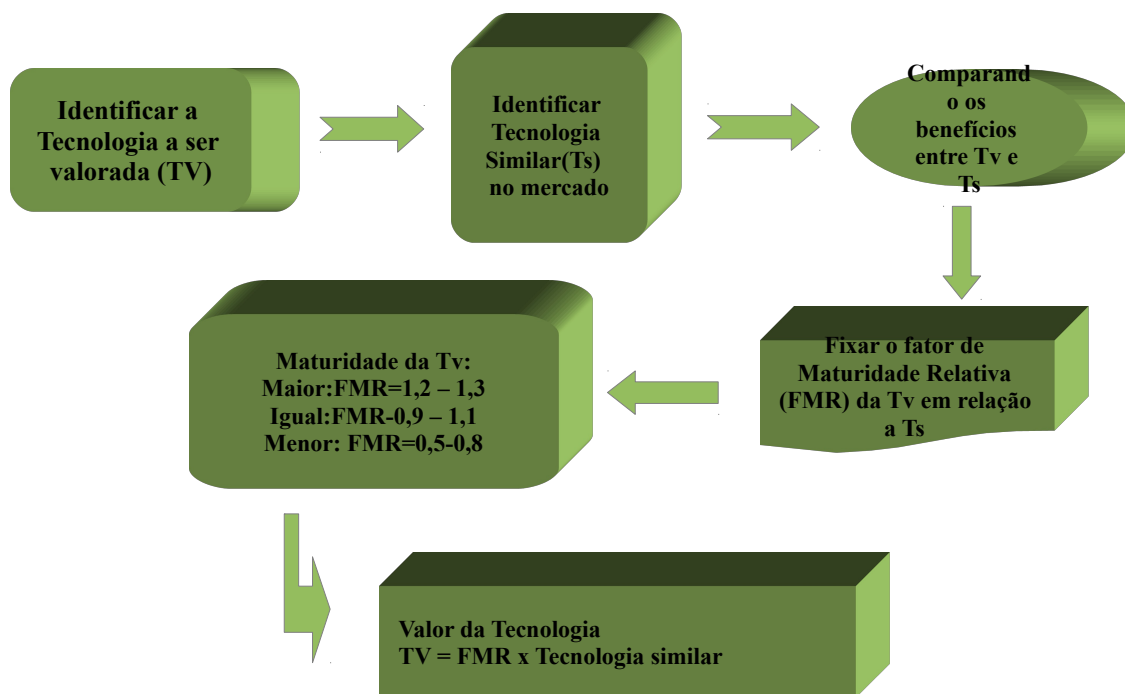 Identificar a
Tecnologia a ser
valorada (TV)
Identificar
Tecnologia
Similar(Ts)
no mercado
Comparand
o os
benefícios
entre Tv e
Ts
Fixar o fator de
Maturidade Relativa
(FMR) da Tv em relação
a Ts
Maturidade da Tv:
Maior:FMR=1,2 – 1,3
Igual:FMR-0,9 – 1,1
Menor: FMR=0,5-0,8
Valor da Tecnologia
TV = FMR x Tecnologia similar